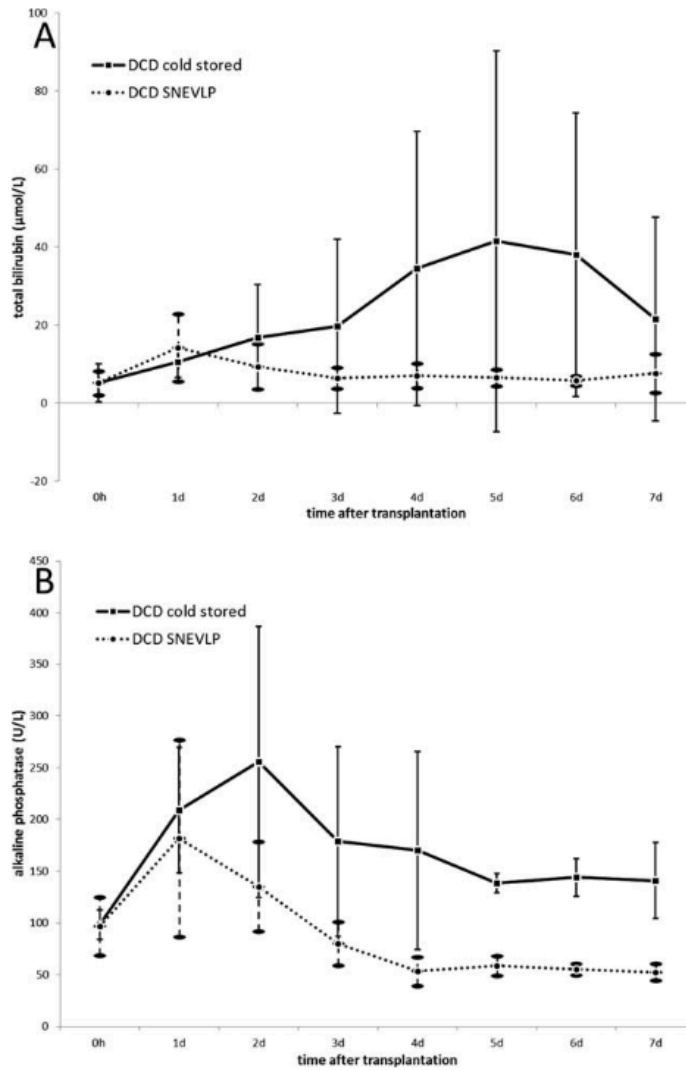 A
DCD cold stored
DCD SNEVLP
total bilirubin (μmol/L)
100
80
60
40
20
0
-20
0h 1d 2d 3d 4d 5d 6d 7d
time after transplantation
B
DCD cold stored
DCD SNEVLP
alkaline phosphatase (U/L)
450
400
350
300
250
200
150
100
50
0
0h 1d 2d 3d 4d 5d 6d 7d
time after transplantation